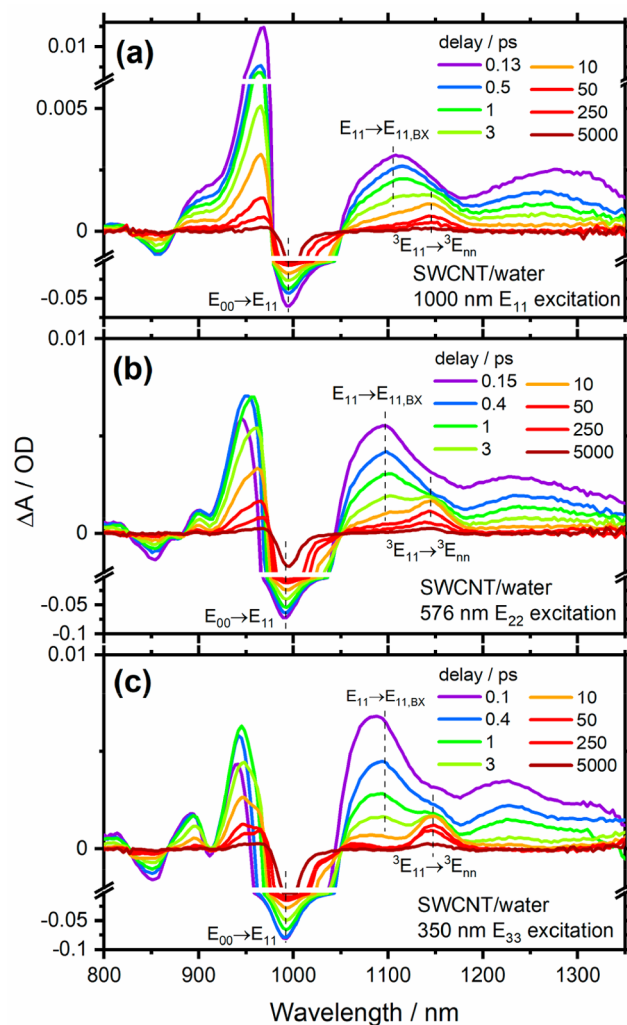 0.01
(a)
delay / ps
0.13
10
0.5
50
1
250
3
5000
0.005
E11→E11,BX
0
³E11→³Enn
SWCNT/water
E00→E11
-0.05
1000 nm E11 excitation
0.01
(b)
delay / ps
0.15
10
E11→E11,BX
0.4
50
1
250
3
5000
0
³E11→³Enn
SWCNT/water
-0.05
E00→E11
576 nm E22 excitation
-0.1
0.01
(c)
delay / ps
0.1
10
E11→E11,BX
0.4
50
1
250
3
5000
0
³E11→³Enn
SWCNT/water
-0.05
E00→E11
350 nm E33 excitation
-0.1
800
900
1000
1100
1200
1300
Wavelength / nm
ΔA / OD